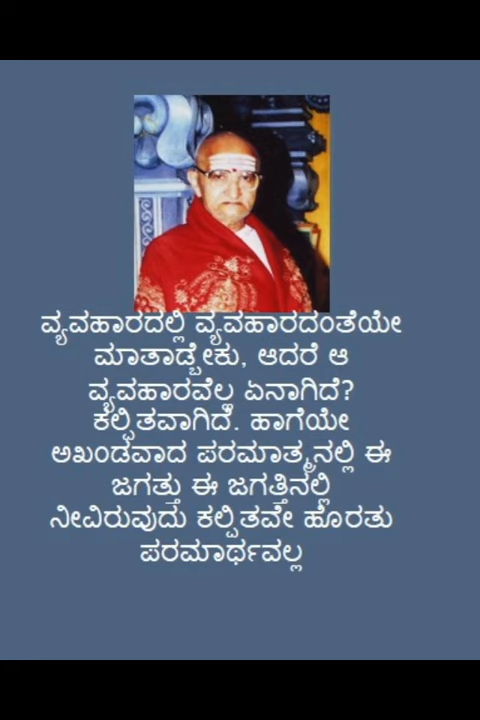 ವ್ಯವಹಾರದಲ್ಲಿ ವ್ಯವಹಾರದಂತೆಯೇ
ಮಾತಾಡ್ಬೇಕು, ಆದರೆ ಆ
ವ್ಯವಹಾರವೆಲ್ಲ ಏನಾಗಿದೆ?
ಕಲ್ಪಿತವಾಗಿದೆ. ಹಾಗೆಯೇ
ಅಖಂಡವಾದ ಪರಮಾತ್ಮನಲ್ಲಿ ಈ
ಜಗತ್ತು ಈ ಜಗತ್ತಿನಲ್ಲಿ
ನೀವಿರುವುದು ಕಲ್ಪಿತವೇ ಹೊರತು
ಪರಮಾರ್ಥವಲ್ಲ